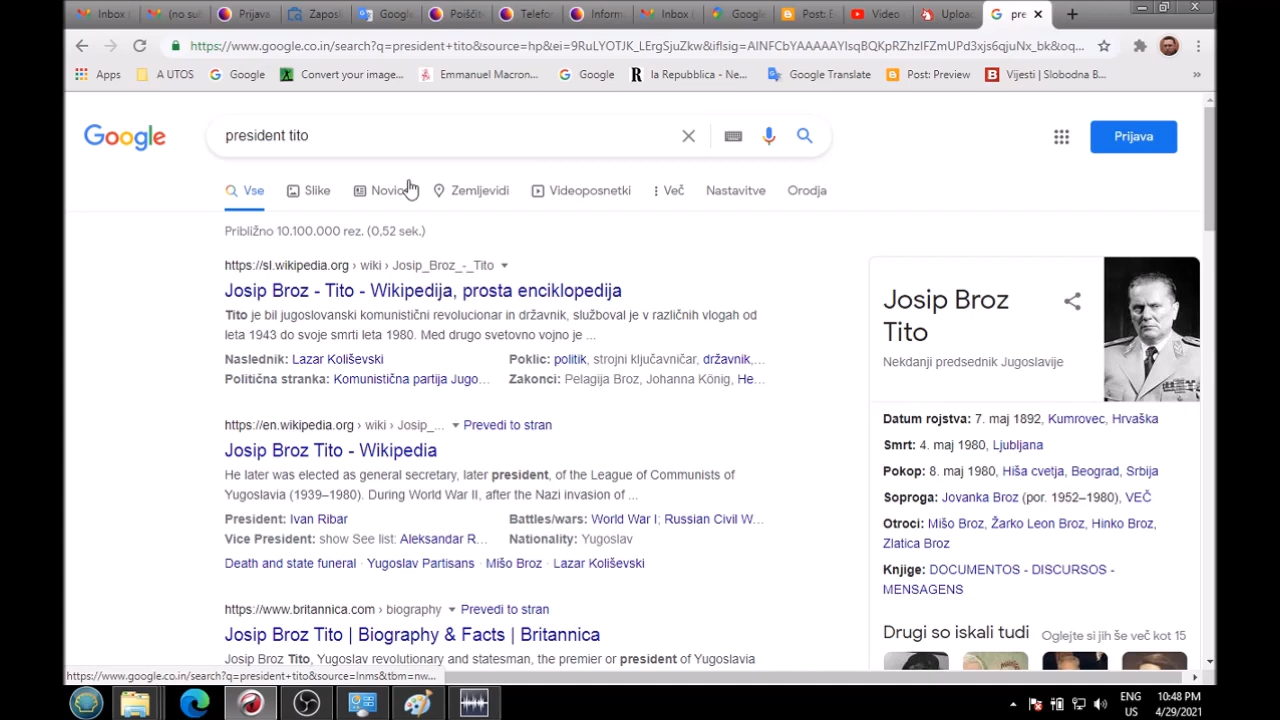 Inbox (
(no su
Prijava
Zaposl
Google
Poiščit
Telefo
Inform
Inbox (
Google
Post: E
Video
Uploa
pre
https://www.google.co.in/search?q=president+tito&source=hp&ei=9RuLYOTJK_LErgSjuZkw&iflsig=AINFCbYAAAAAYIsqBQKpRZhzIFZmUPd3xjs6qjuNx_bk&oq...
Apps
A UTOS
Google
Convert your image...
Emmanuel Macron...
Google
la Repubblica - Ne...
Google Translate
Post: Preview
Vijesti | Slobodna B...
»
Google
president tito
Prijava
Vse
Slike
Zemljevidi
Videoposnetki
Več
Nastavitve
Orodja
Približno 10.100.000 rez. (0,52 sek.)
https://sl.wikipedia.org › wiki › Josip_Broz_-_Tito
Josip Broz - Tito - Wikipedija, prosta enciklopedija
Tito je bil jugoslovanski komunistični revolucionar in državnik, služboval je v različnih vlogah od
leta 1943 do svoje smrti leta 1980. Med drugo svetovno vojno je ...
Naslednik: Lazar Koliševski
Poklic: politik, strojni ključavničar, državnik,...
Politična stranka: Komunistična partija Jugo...
Zakonci: Pelagija Broz, Johanna König, He...
https://en.wikipedia.org › wiki › Josip_... Prevedi to stran
Josip Broz Tito - Wikipedia
He later was elected as general secretary, later president, of the League of Communists of
Yugoslavia (1939–1980). During World War II, after the Nazi invasion of ...
President: Ivan Ribar
Battles/wars: World War I; Russian Civil W...
Vice President: show See list: Aleksandar R...
Nationality: Yugoslav
Death and state funeral · Yugoslav Partisans · Mišo Broz · Lazar Koliševski
https://www.britannica.com › biography Prevedi to stran
Josip Broz Tito | Biography & Facts | Britannica
Josip Broz Tito, Yugoslav revolutionary and statesman, the premier or president of Yugoslavia
Josip Broz
Tito
Nekdanji predsednik Jugoslavije
Datum rojstva: 7. maj 1892, Kumrovec, Hrvaška
Smrt: 4. maj 1980, Ljubljana
Pokop: 8. maj 1980, Hiša cvetja, Beograd, Srbija
Soproga: Jovanka Broz (por. 1952–1980), VEČ
Otroci: Mišo Broz, Žarko Leon Broz, Hinko Broz,
Zlatica Broz
Knjige: DOCUMENTOS - DISCURSOS -
MENSAGENS
Drugi so iskali tudi
Oglejte si jih še več kot 15
https://www.google.co.in/search?q=president+tito&source=lnms&tbm=nw...
ENG
US
10:48 PM
4/29/2021